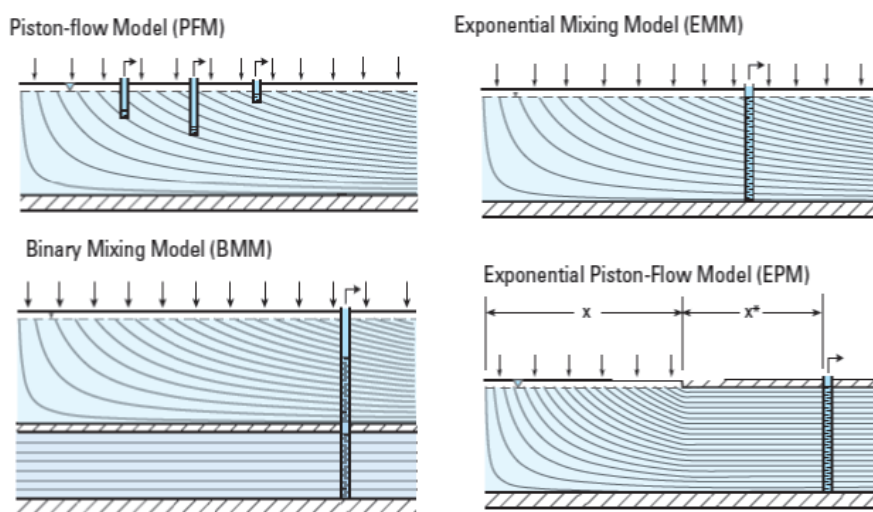 Piston-flow Model (PFM)
Exponential Mixing Model (EMM)
Binary Mixing Model (BMM)
Exponential Piston-Flow Model (EPM)
x
x*